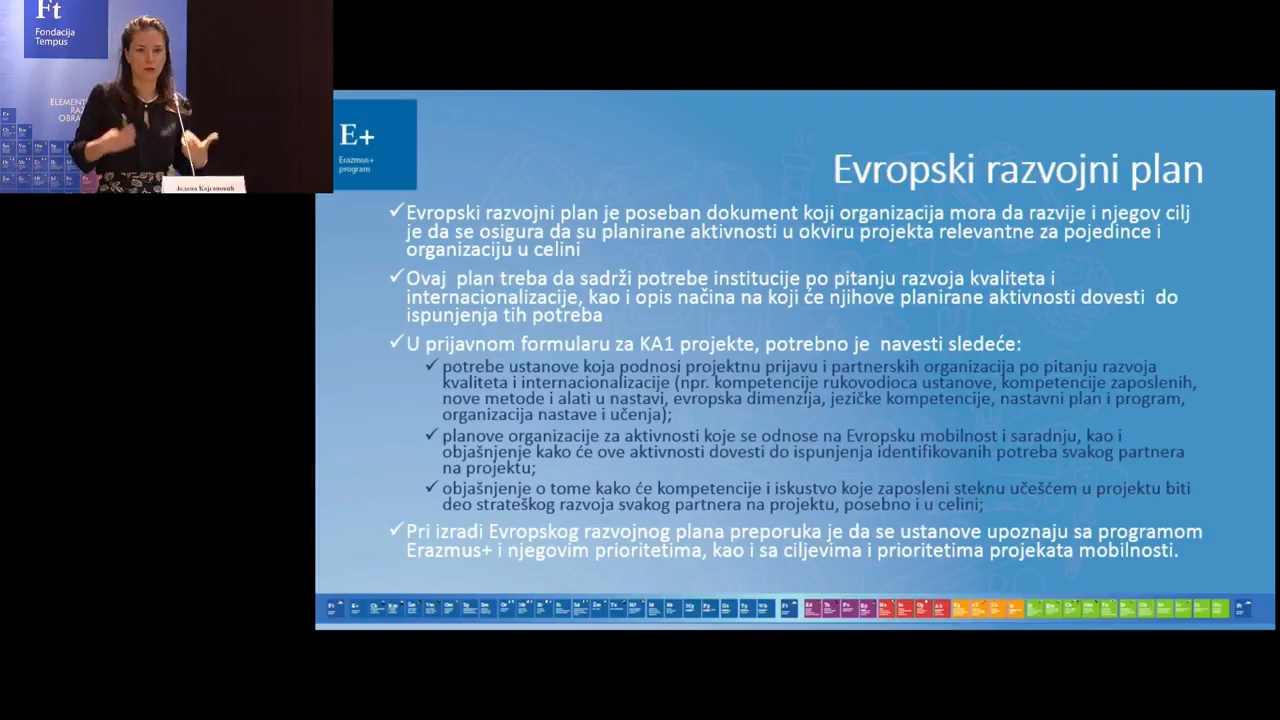 Ft
Fondacija
Tempus
ELEMENT
RAZ
OBRA
Јелена Кајгановић
E+
Erasmus+
program
Evropski razvojni plan
Evropski razvojni plan je poseban dokument koji organizacija mora da razvije i njegov cilj
je da se osigura da su planirane aktivnosti u okviru projekta relevantne za pojedince i
organizaciju u celini
Ovaj plan treba da sadrži potrebe institucije po pitanju razvoja kvaliteta i
internacionalizacije, kao i opis načina na koji će njihove planirane aktivnosti dovesti do
ispunjenja tih potreba
U prijavnom formularu za KA1 projekte, potrebno je navesti sledeće:
potrebe ustanove koja podnosi projektnu prijavu i partnerskih organizacija po pitanju razvoja
kvaliteta i internacionalizacije (npr. kompetencije rukovodioca ustanove, kompetencije zaposlenih,
nove metode i alati u nastavi, evropska dimenzija, jezičke kompetencije, nastavni plan i program,
organizacija nastave i učenja);
planove organizacije za aktivnosti koje se odnose na Evropsku mobilnost i saradnju, kao i
objašnjenje kako će ove aktivnosti dovesti do ispunjenja identifikovanih potreba svakog partnera
na projektu;
objašnjenje o tome kako će kompetencije i iskustvo koje zaposleni steknu učešćem u projektu biti
deo strateškog razvoja svakog partnera na projektu, posebno i u celini;
Pri izradi Evropskog razvojnog plana preporuka je da se ustanove upoznaju sa programom
Erazmus+ i njegovim prioritetima, kao i sa ciljevima i prioritetima projekata mobilnosti.